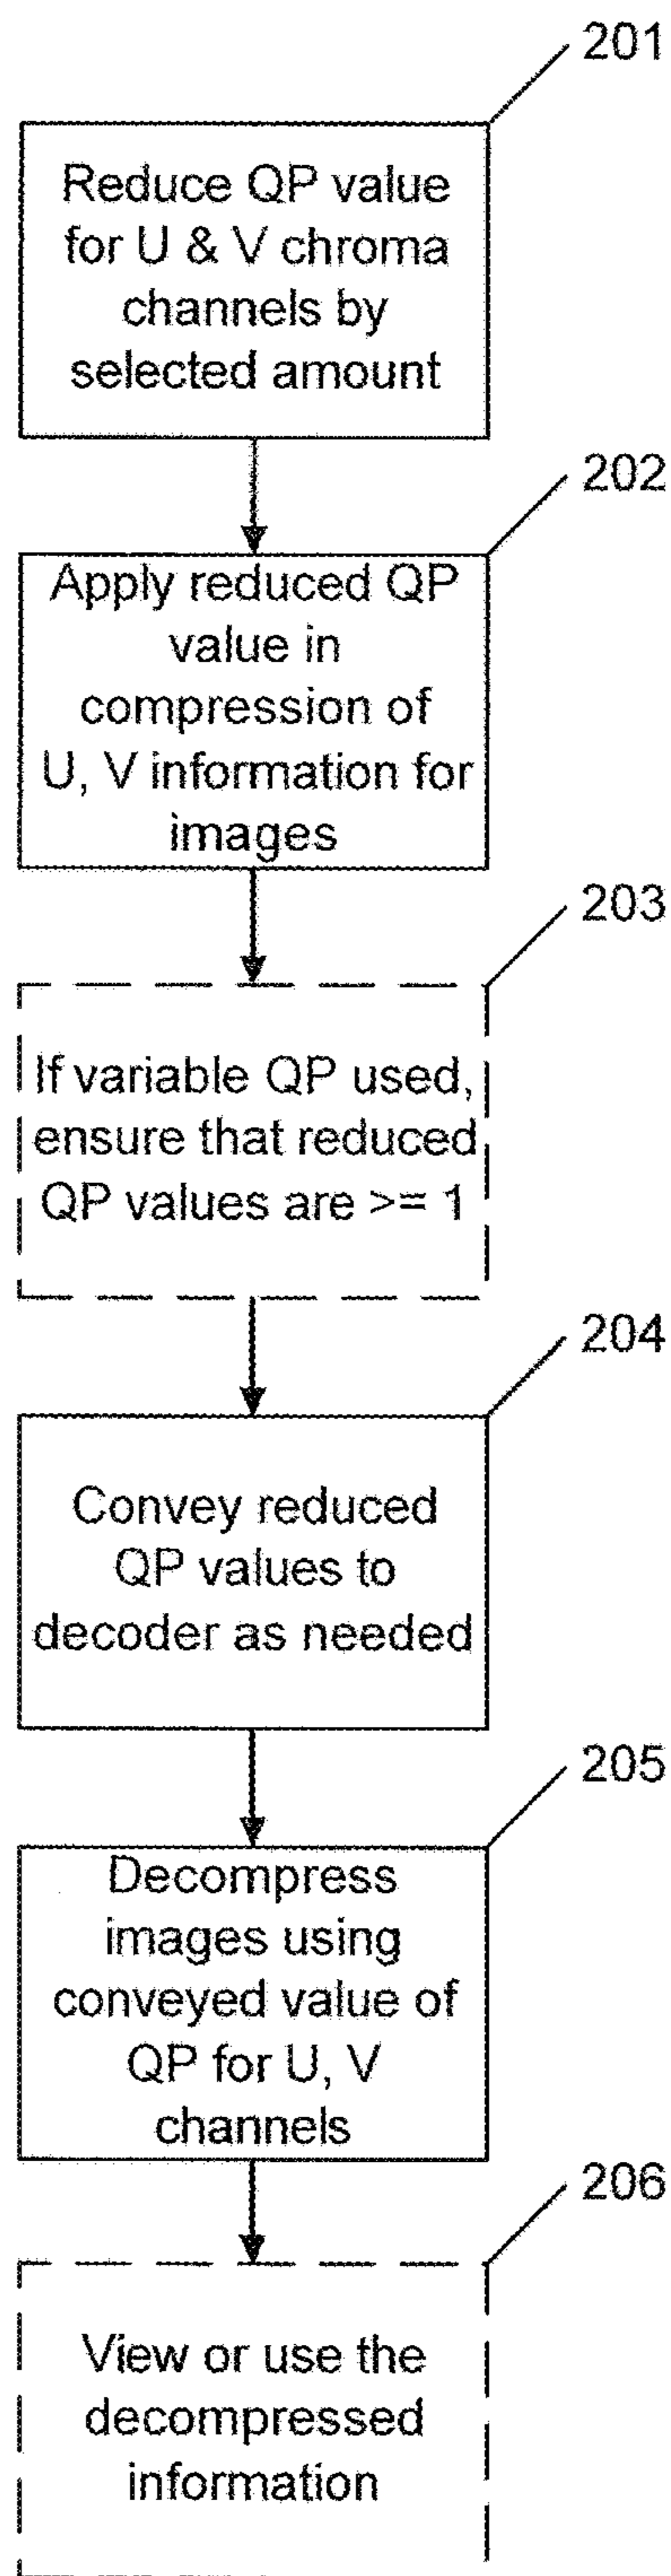 201
Reduce QP value
for U & V chroma
channels by
selected amount
202
Apply reduced QP
value in
compression of
U, V information for
images
203
If variable QP used,
ensure that reduced
QP values are >= 1
204
Convey reduced
QP values to
decoder as needed
205
Decompress
images using
conveyed value of
QP for U, V
channels
206
View or use the
decompressed
information